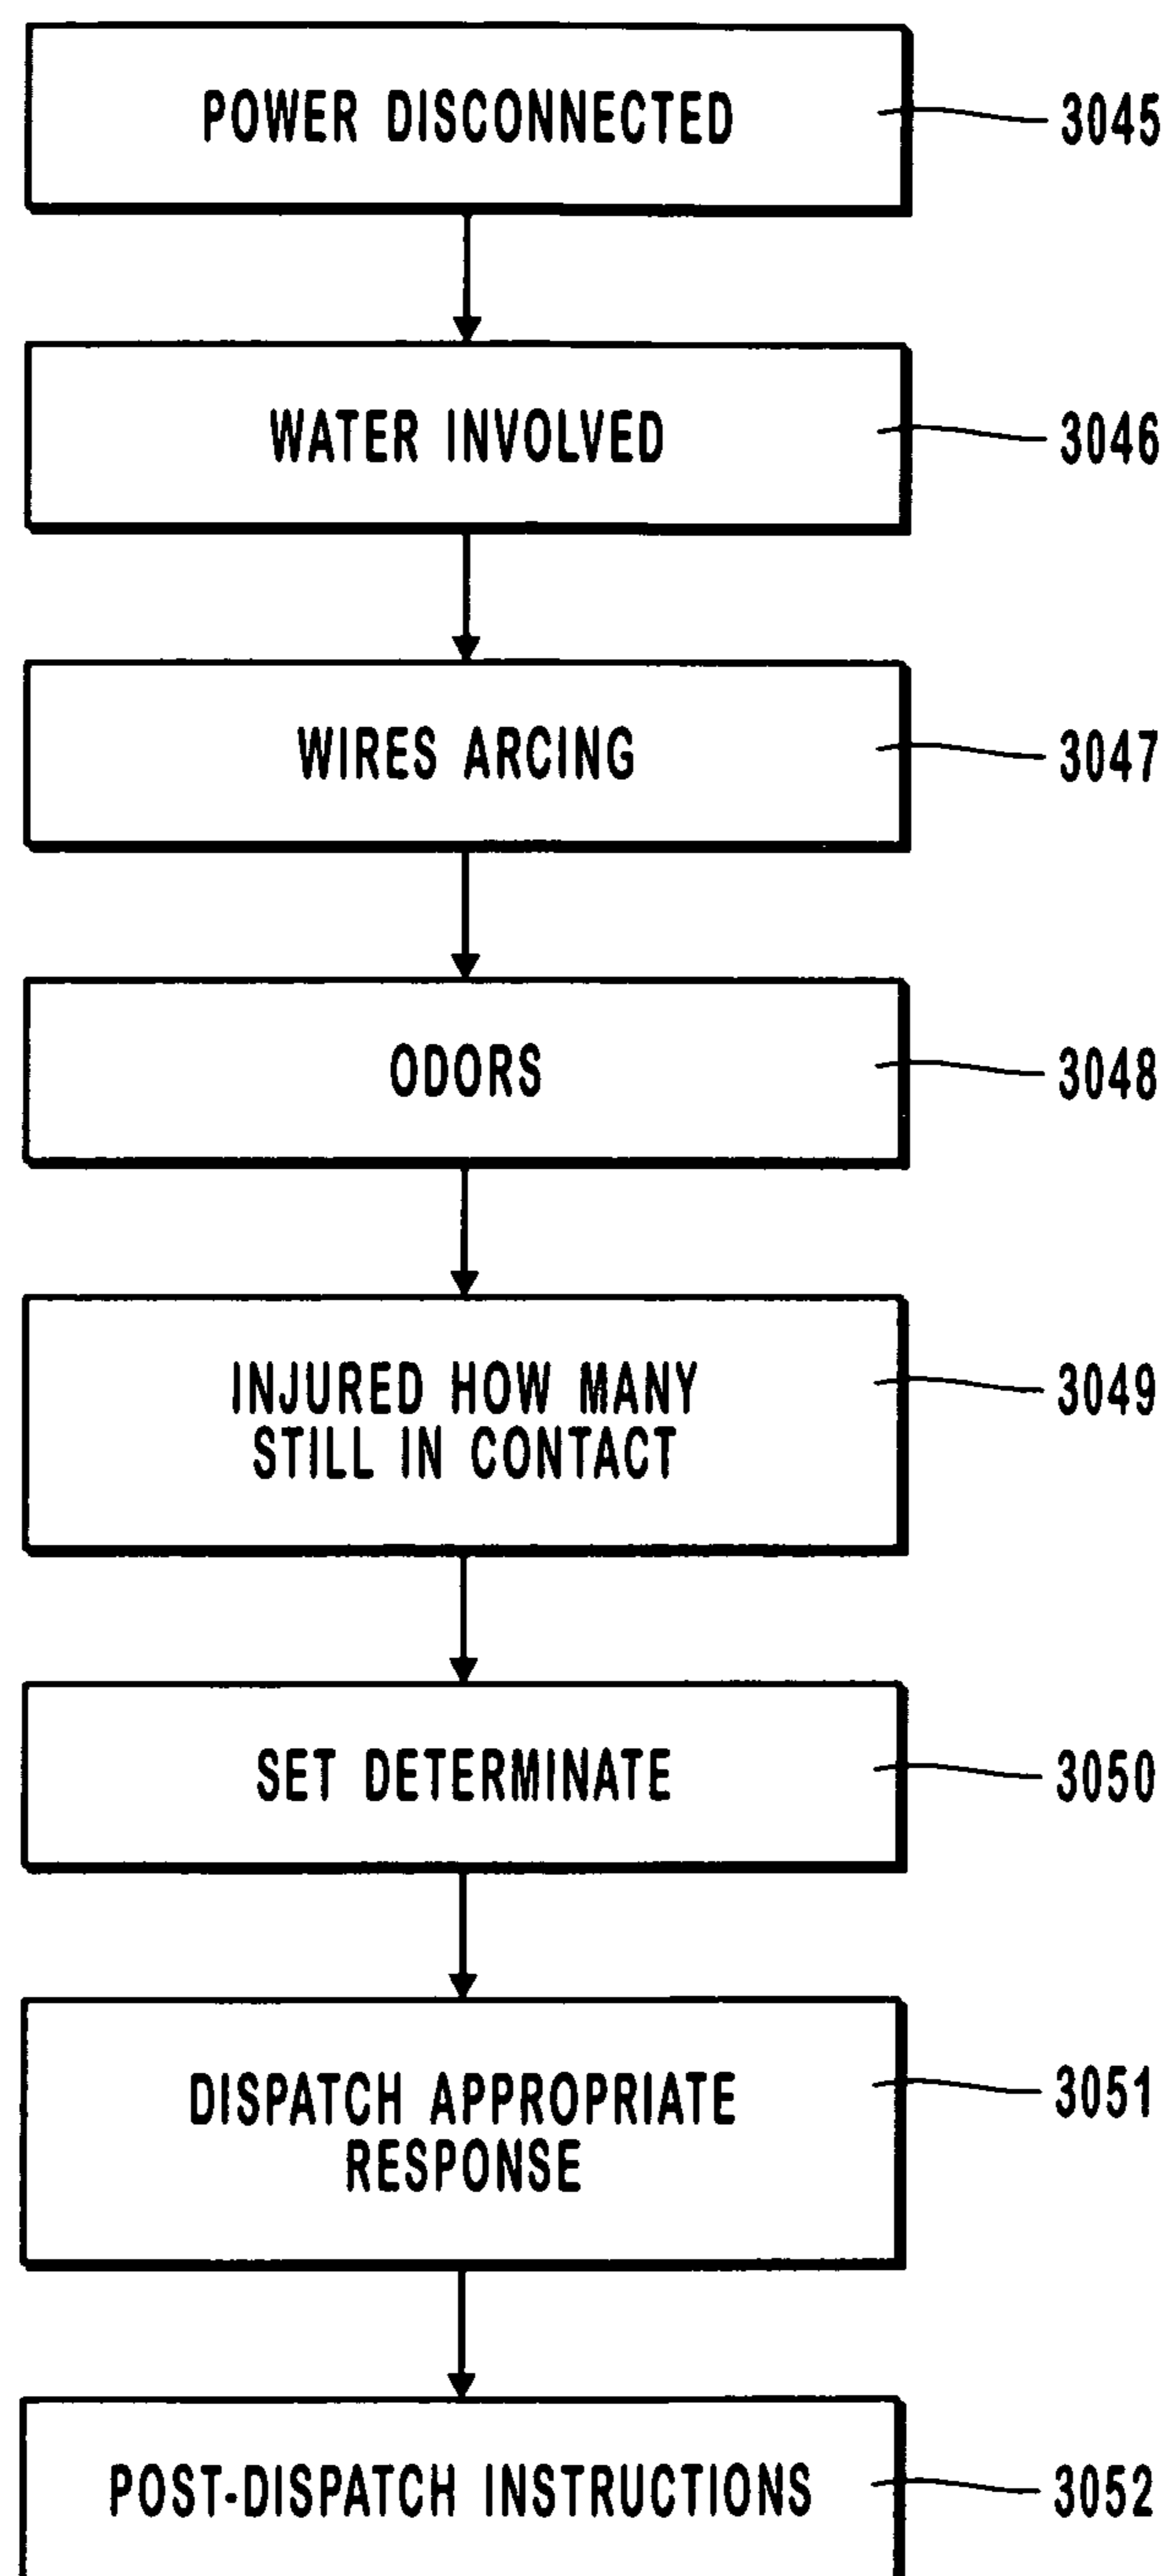 POWER DISCONNECTED
3045
WATER INVOLVED
3046
WIRES ARCING
3047
ODORS
3048
INJURED HOW MANY
STILL IN CONTACT
3049
SET DETERMINATE
3050
DISPATCH APPROPRIATE
RESPONSE
3051
POST-DISPATCH INSTRUCTIONS
3052